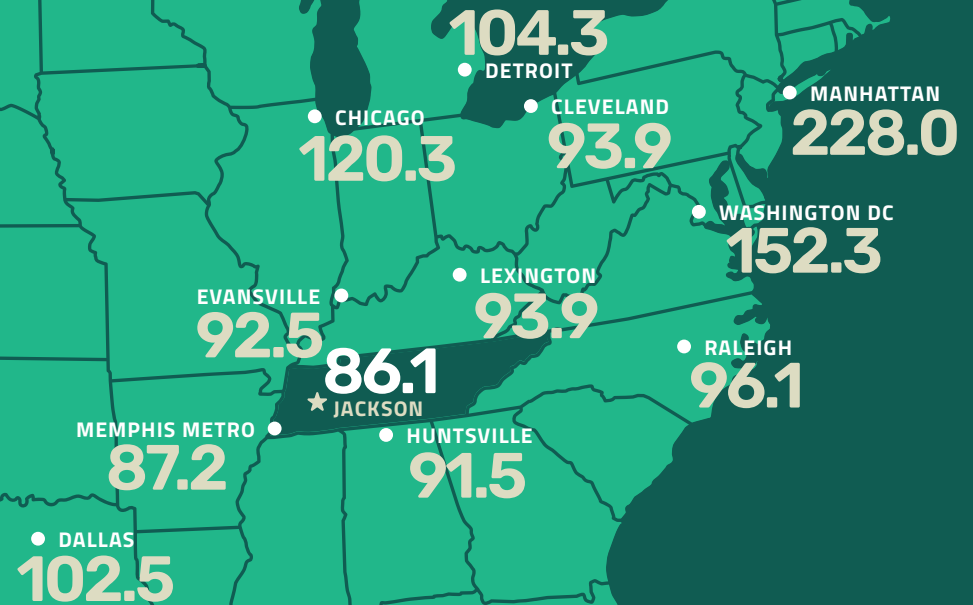 104.3
DETROIT
CLEVELAND
93.9
MANHATTAN
228.0
CHICAGO
120.3
WASHINGTON DC
152.3
LEXINGTON
93.9
EVANSVILLE
92.5
86.1
JACKSON
RALEIGH
96.1
MEMPHIS METRO
87.2
HUNTSVILLE
91.5
DALLAS
102.5